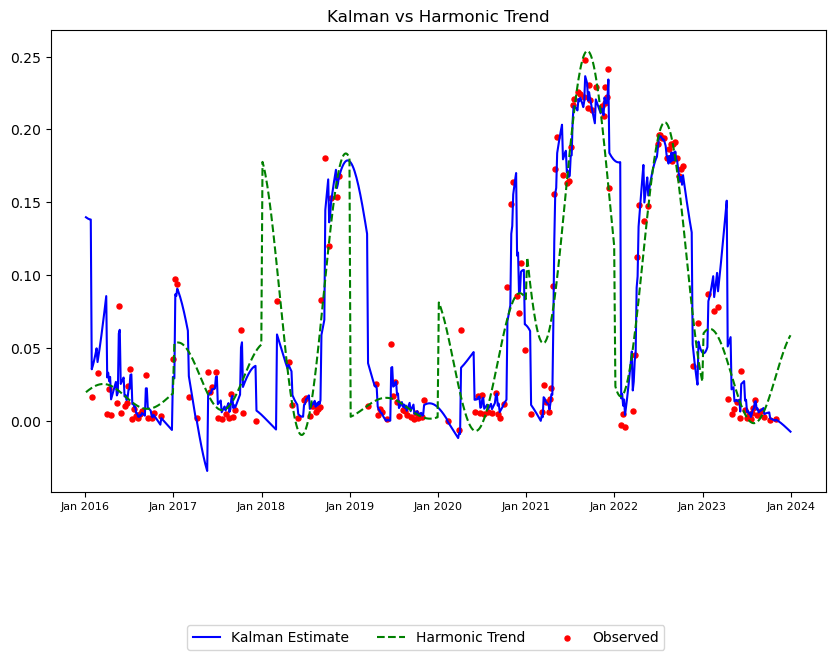 Kalman vs Harmonic Trend
0.25
0.20
0.15
0.10
0.05
0.00
Jan 2016 Jan 2017 Jan 2018 Jan 2019 Jan 2020 Jan 2021 Jan 2022 Jan 2023 Jan 2024
Kalman Estimate Harmonic Trend Observed